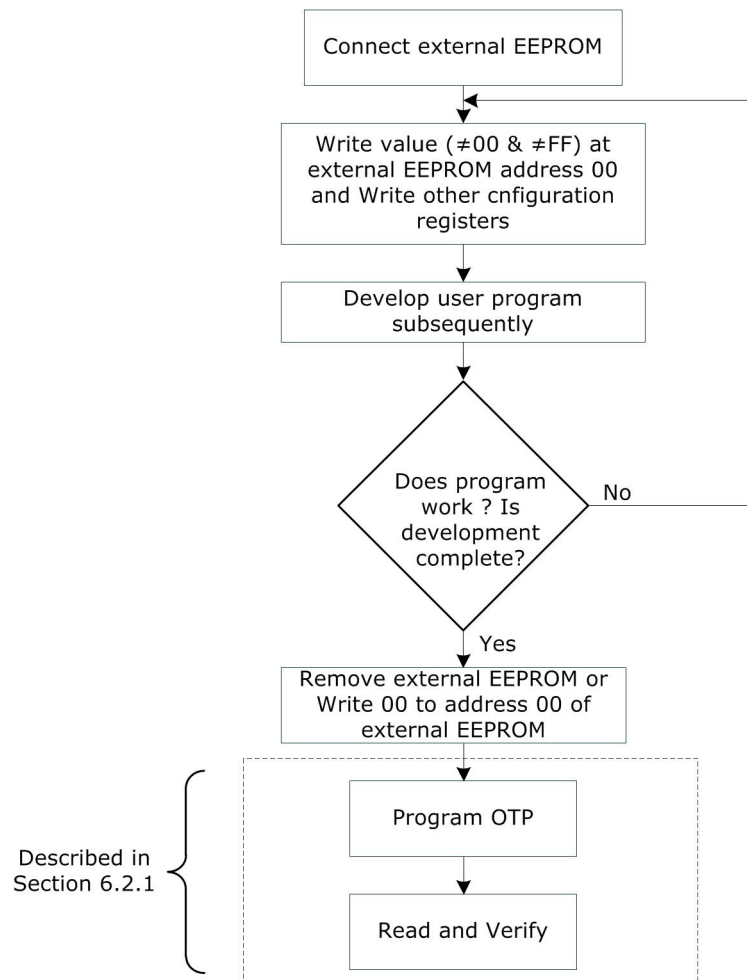 Connect external EEPROM
Write value (≠00 & ≠FF) at
external EEPROM address 00
and Write other cnfiguration
registers
Develop user program
subsequently
Does program
work ? Is
development
complete?
No
Yes
Remove external EEPROM or
Write 00 to address 00 of
external EEPROM
Program OTP
Described in
Section 6.2.1
Read and Verify